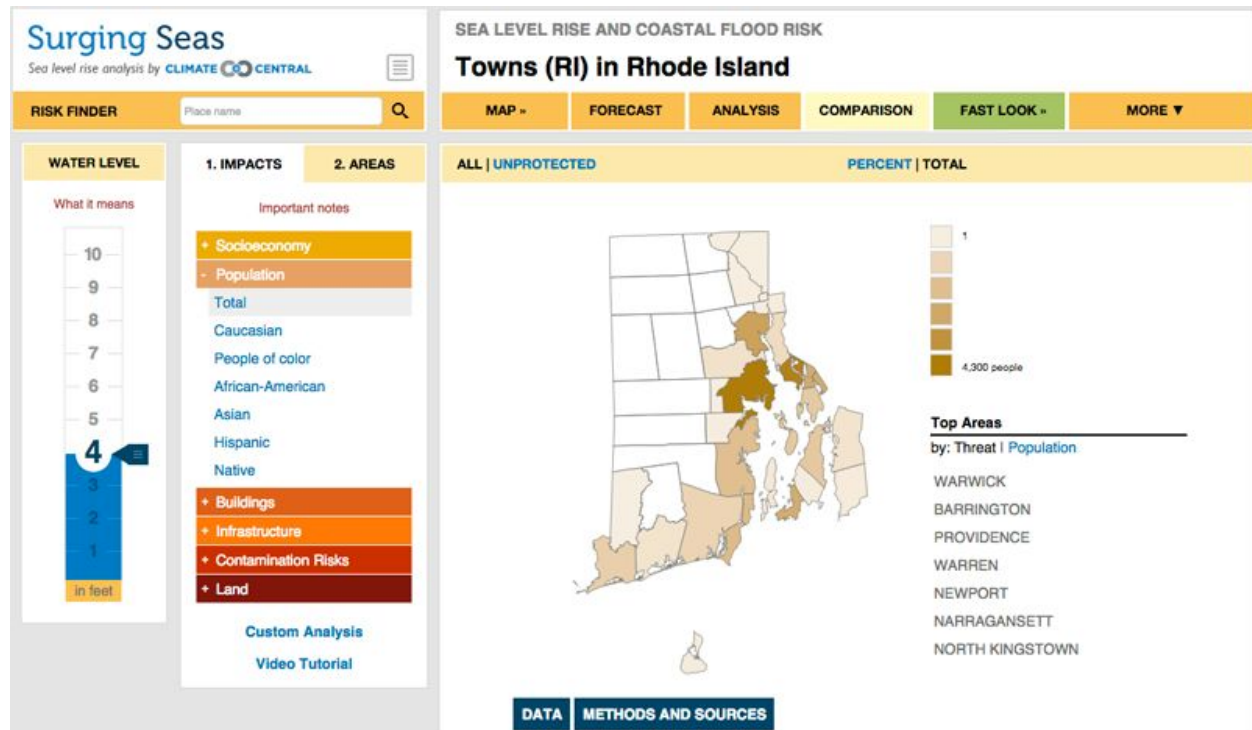 Surging Seas
Sea level rise analysis by CLIMATE CENTRAL
RISK FINDER
Place name
SEA LEVEL RISE AND COASTAL FLOOD RISK
Towns (RI) in Rhode Island
MAP » FORECAST ANALYSIS COMPARISON FAST LOOK » MORE ▼
WATER LEVEL
What it means
10
9
8
7
6
5
4
3
2
1
in feet
1. IMPACTS 2. AREAS
Important notes
+ Socioeconomy
- Population
Total
Caucasian
People of color
African-American
Asian
Hispanic
Native
+ Buildings
+ Infrastructure
+ Contamination Risks
+ Land
Custom Analysis
Video Tutorial
ALL | UNPROTECTED
PERCENT | TOTAL
1
4,300 people
Top Areas
by: Threat | Population
WARWICK
BARRINGTON
PROVIDENCE
WARREN
NEWPORT
NARRAGANSETT
NORTH KINGSTOWN
DATA METHODS AND SOURCES